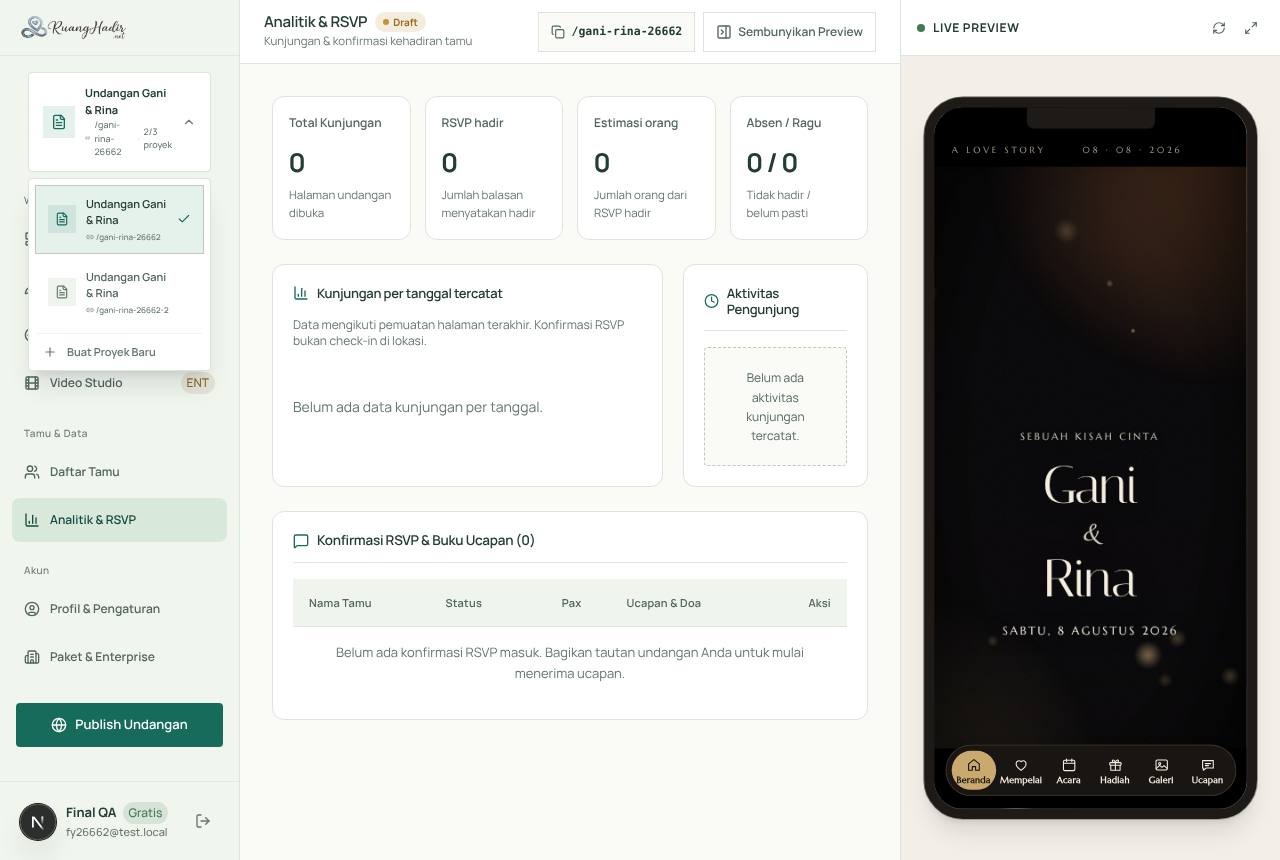 RuangHadir
.net
Undangan Gani
& Rina
/gani-
rina-
26662
· 2/3
proyek
Undangan Gani
& Rina
/gani-rina-26662
Undangan Gani
& Rina
/gani-rina-26662-2
Buat Proyek Baru
Video Studio
ENT
Tamu & Data
Daftar Tamu
Analitik & RSVP
Akun
Profil & Pengaturan
Paket & Enterprise
Publish Undangan
N
Final QA
Gratis
fy26662@test.local
Analitik & RSVP
Draft
Kunjungan & konfirmasi kehadiran tamu
/gani-rina-26662
Sembunyikan Preview
Total Kunjungan
0
Halaman undangan
dibuka
RSVP hadir
0
Jumlah balasan
menyatakan hadir
Estimasi orang
0
Jumlah orang dari
RSVP hadir
Absen / Ragu
0 / 0
Tidak hadir /
belum pasti
Kunjungan per tanggal tercatat
Data mengikuti pemuatan halaman terakhir. Konfirmasi RSVP
bukan check-in di lokasi.
Belum ada data kunjungan per tanggal.
Aktivitas
Pengunjung
Belum ada
aktivitas
kunjungan
tercatat.
Konfirmasi RSVP & Buku Ucapan (0)
Nama Tamu Status Pax Ucapan & Doa Aksi
Belum ada konfirmasi RSVP masuk. Bagikan tautan undangan Anda untuk mulai
menerima ucapan.
LIVE PREVIEW
A LOVE STORY 08 · 08 · 2026
SEBUAH KISAH CINTA
Gani
&
Rina
SABTU, 8 AGUSTUS 2026
Beranda Mempelai Acara Hadiah Galeri Ucapan